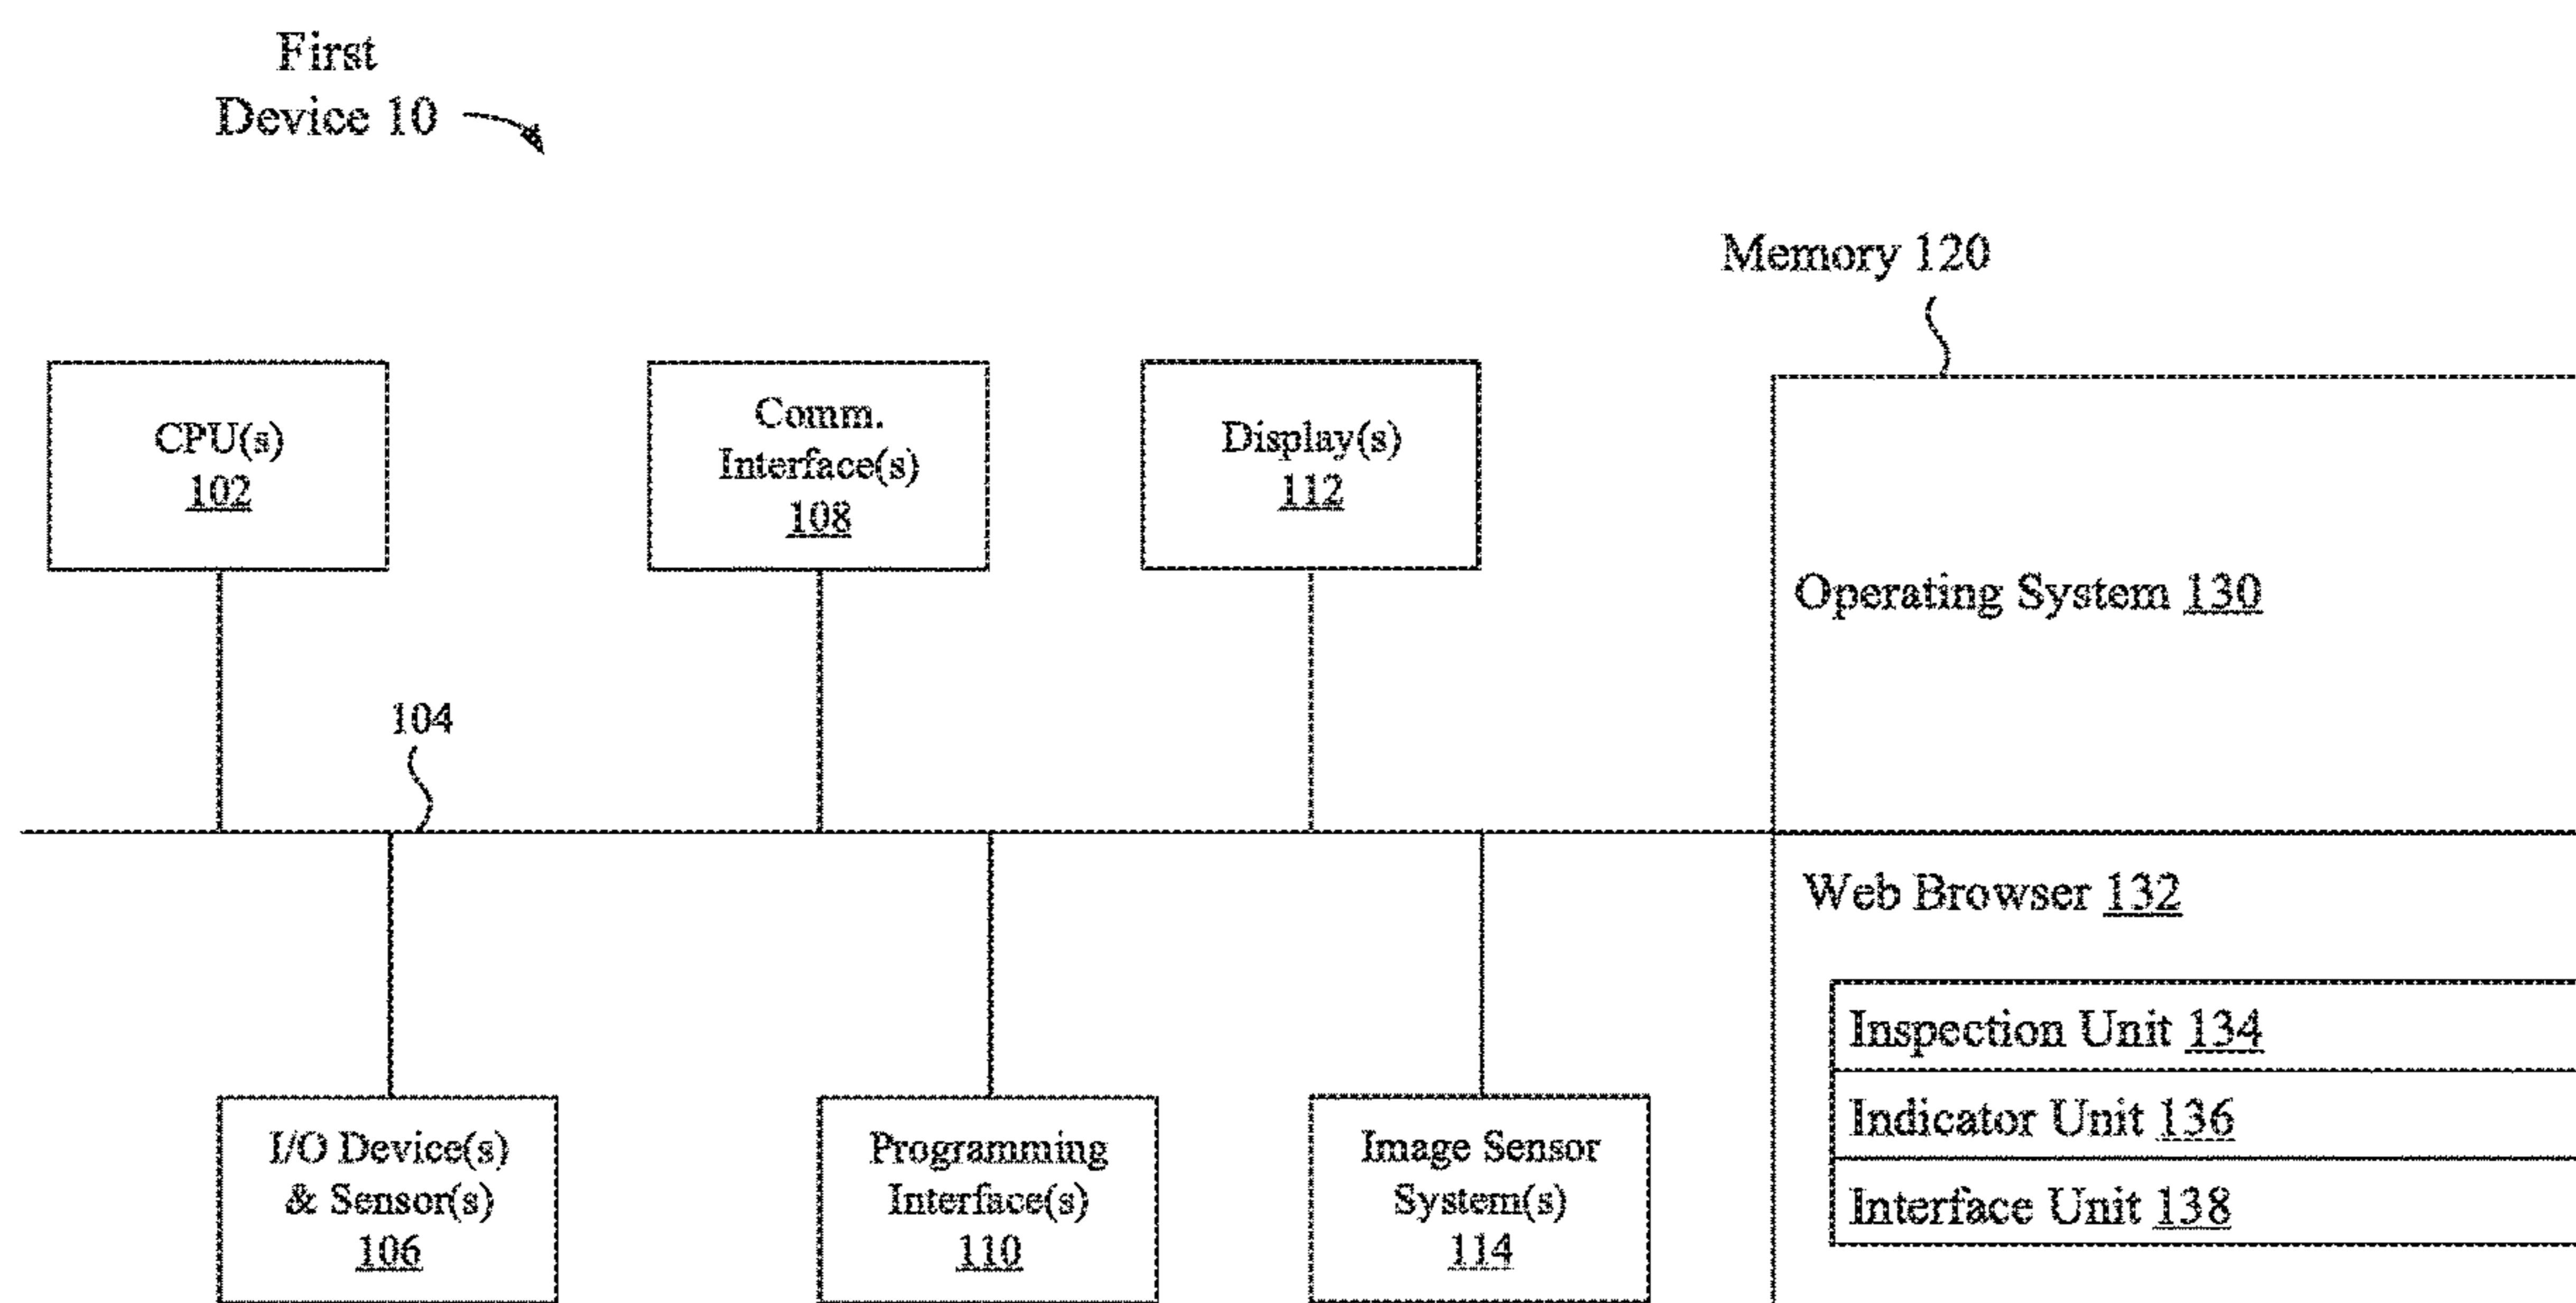 First
Device 10
Memory 120
CPU(s)
102
Comm.
Interface(s)
108
Display(s)
112
Operating System 130
104
Web Browser 132
Inspection Unit 134
Indicator Unit 136
Interface Unit 138
I/O Device(s)
& Sensor(s)
106
Programming
Interface(s)
110
Image Sensor
System(s)
114